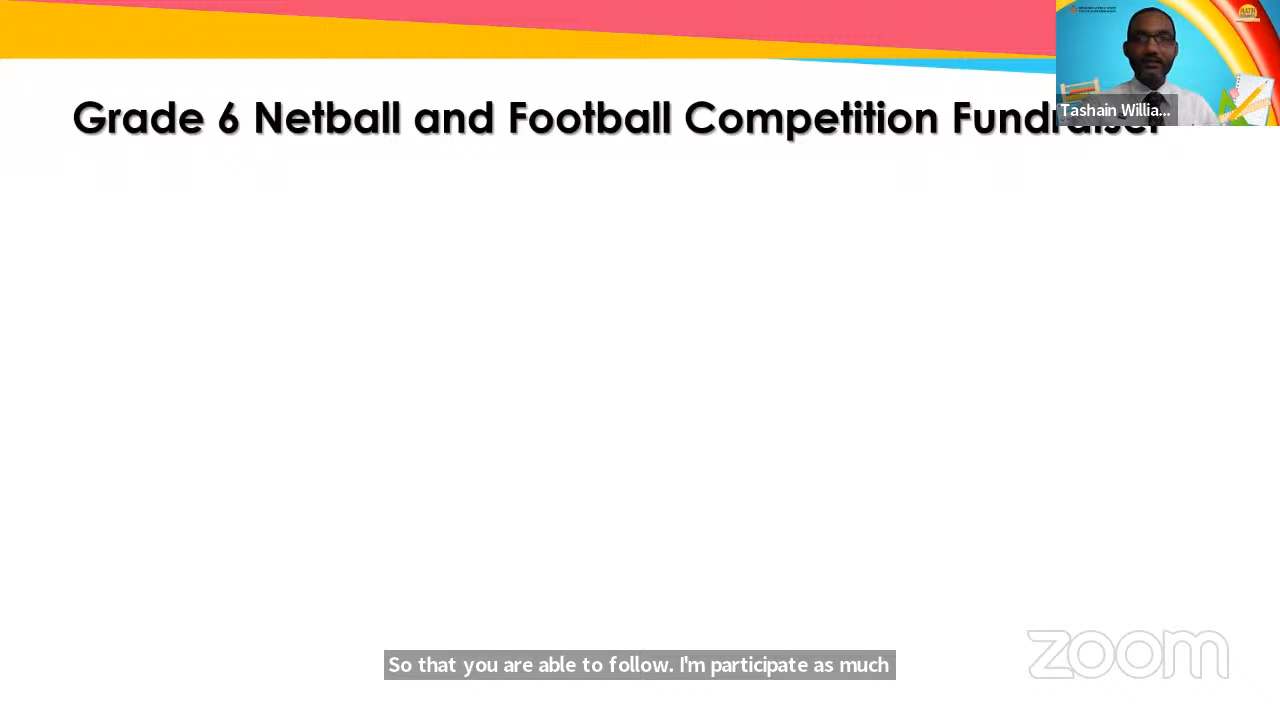 Grade 6 Netball and Football Competition Fundraiser
Tashain Willia...
MATH
So that you are able to follow. I'm participate as much
zoom